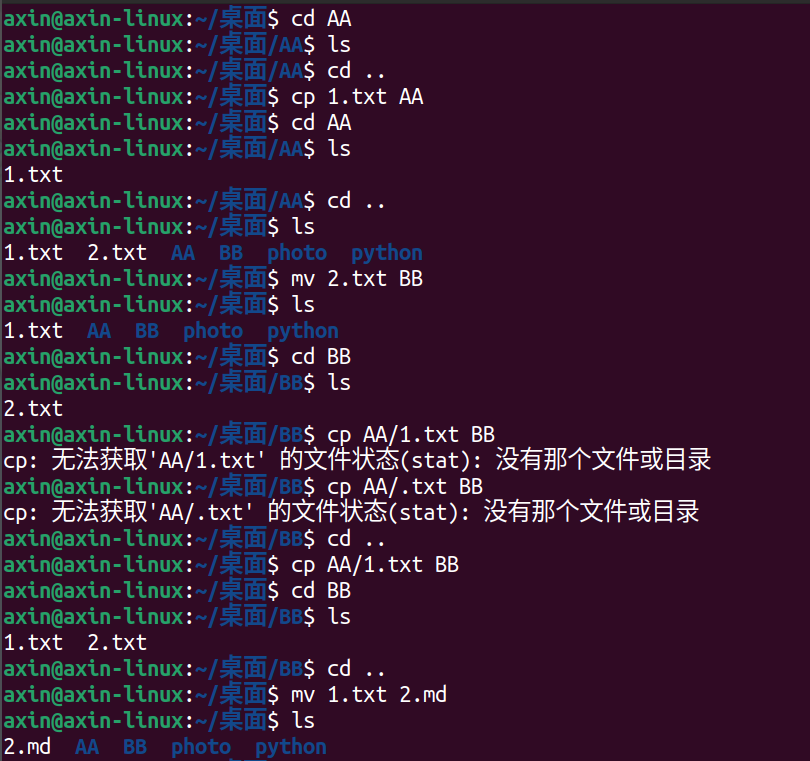 axin@axin-linux:~/桌面$ cd AA
axin@axin-linux:~/桌面/AA$ ls
axin@axin-linux:~/桌面/AA$ cd ..
axin@axin-linux:~/桌面$ cp 1.txt AA
axin@axin-linux:~/桌面$ cd AA
axin@axin-linux:~/桌面/AA$ ls
1.txt
axin@axin-linux:~/桌面/AA$ cd ..
axin@axin-linux:~/桌面$ ls
1.txt  2.txt  AA  BB  photo  python
axin@axin-linux:~/桌面$ mv 2.txt BB
axin@axin-linux:~/桌面$ ls
1.txt  AA  BB  photo  python
axin@axin-linux:~/桌面$ cd BB
axin@axin-linux:~/桌面/BB$ ls
2.txt
axin@axin-linux:~/桌面/BB$ cp AA/1.txt BB
cp: 无法获取'AA/1.txt' 的文件状态(stat): 没有那个文件或目录
axin@axin-linux:~/桌面/BB$ cp AA/.txt BB
cp: 无法获取'AA/.txt' 的文件状态(stat): 没有那个文件或目录
axin@axin-linux:~/桌面/BB$ cd ..
axin@axin-linux:~/桌面$ cp AA/1.txt BB
axin@axin-linux:~/桌面$ cd BB
axin@axin-linux:~/桌面/BB$ ls
1.txt  2.txt
axin@axin-linux:~/桌面/BB$ cd ..
axin@axin-linux:~/桌面$ mv 1.txt 2.md
axin@axin-linux:~/桌面$ ls
2.md  AA  BB  photo  python